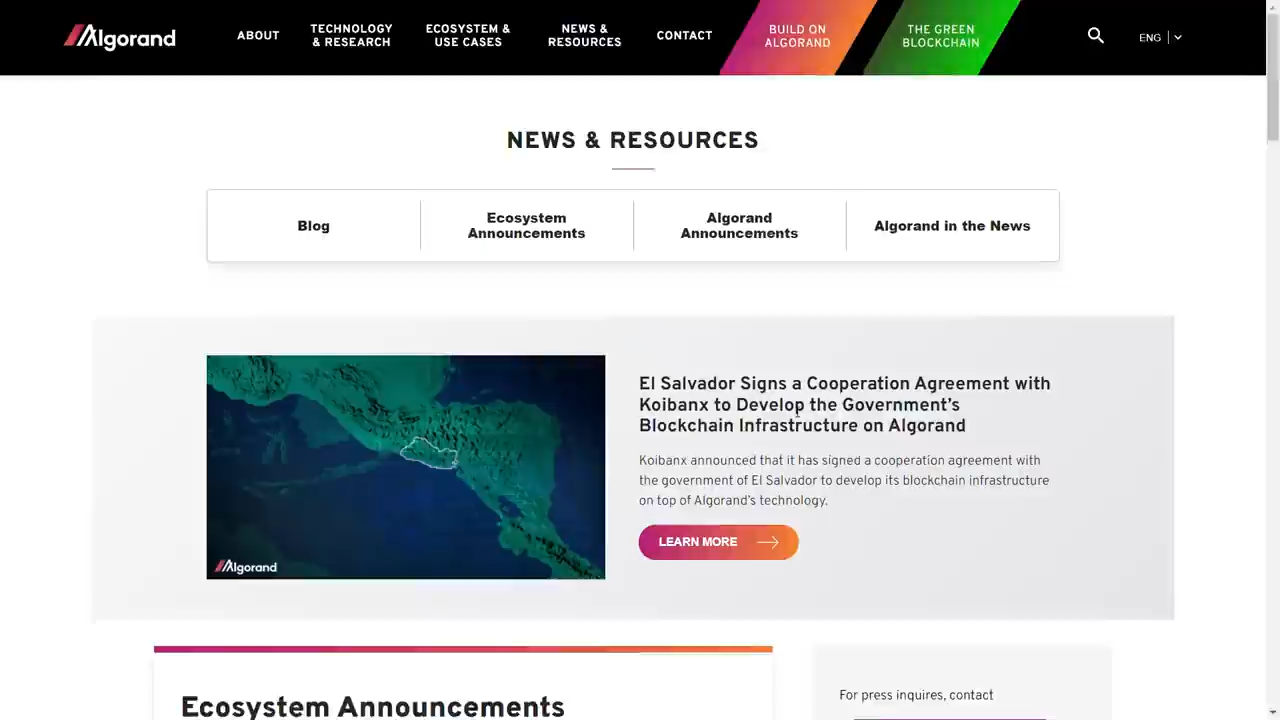 Algorand
ABOUT
TECHNOLOGY
& RESEARCH
ECOSYSTEM &
USE CASES
NEWS &
RESOURCES
CONTACT
BUILD ON
ALGORAND
THE GREEN
BLOCKCHAIN
ENG
NEWS & RESOURCES
Blog
Ecosystem
Announcements
Algorand
Announcements
Algorand in the News
El Salvador Signs a Cooperation Agreement with
Koibanx to Develop the Government’s
Blockchain Infrastructure on Algorand
Koibanx announced that it has signed a cooperation agreement with
the government of El Salvador to develop its blockchain infrastructure
on top of Algorand’s technology.
LEARN MORE
Algorand
Ecosystem Announcements
For press inquires, contact